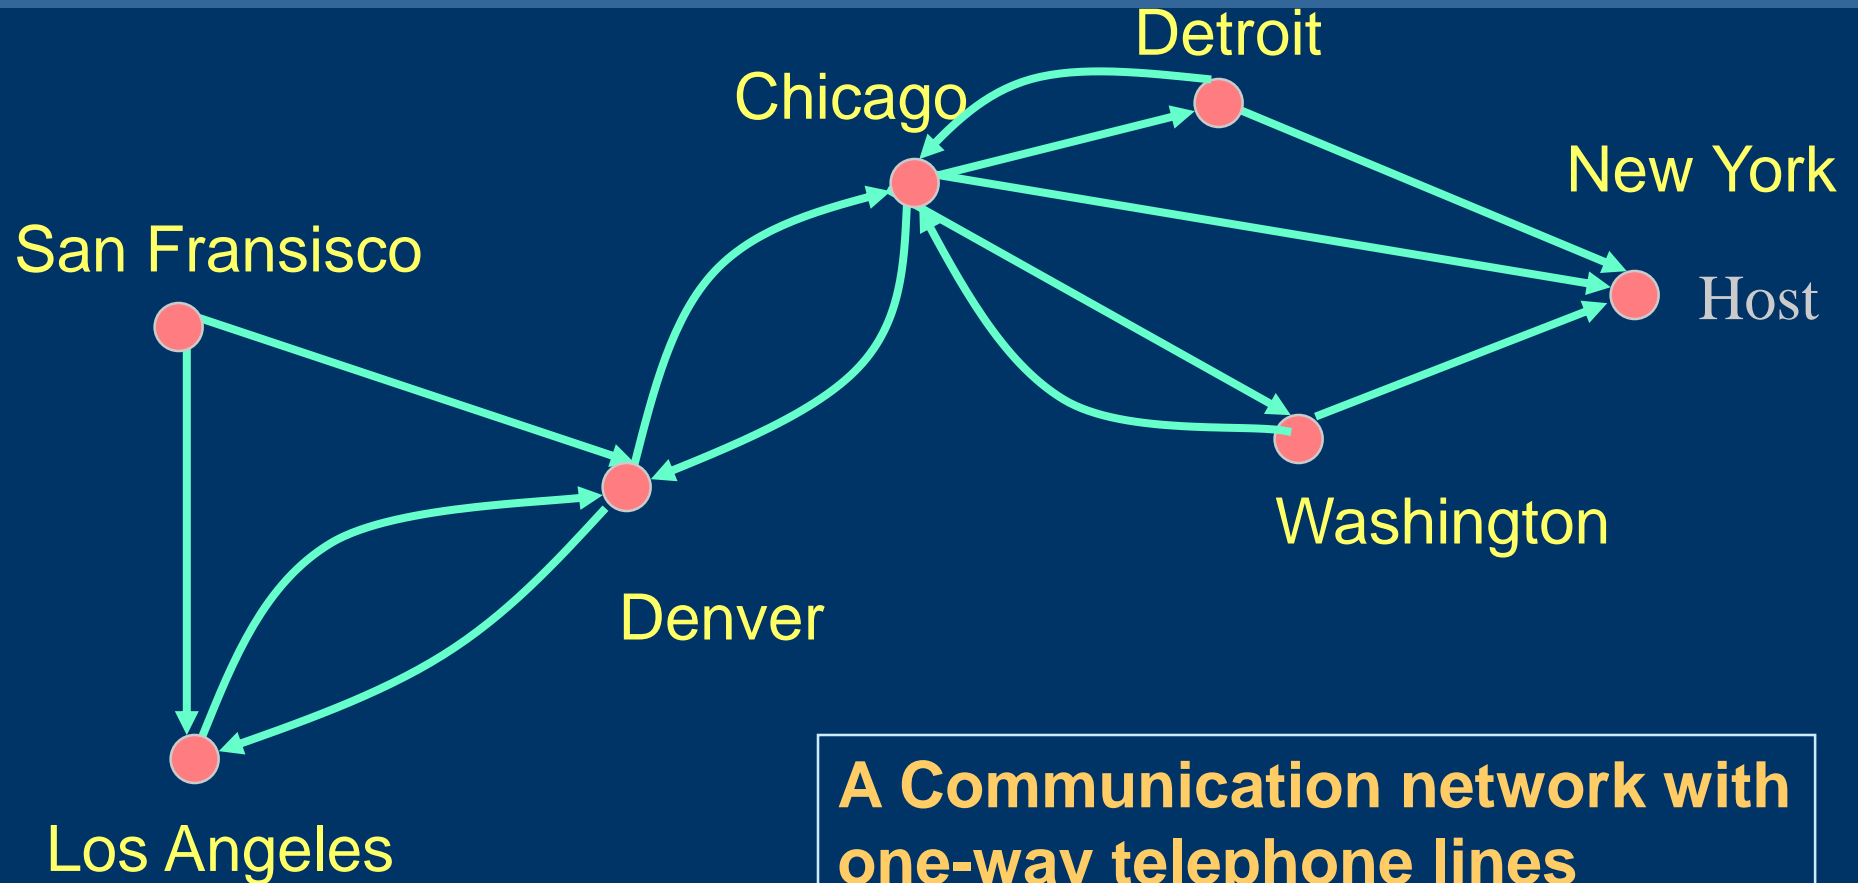 Detroit
Chicago
New York
San Fransisco
Host
Washington
Denver
A Communication network with
one-way telephone lines
Los Angeles